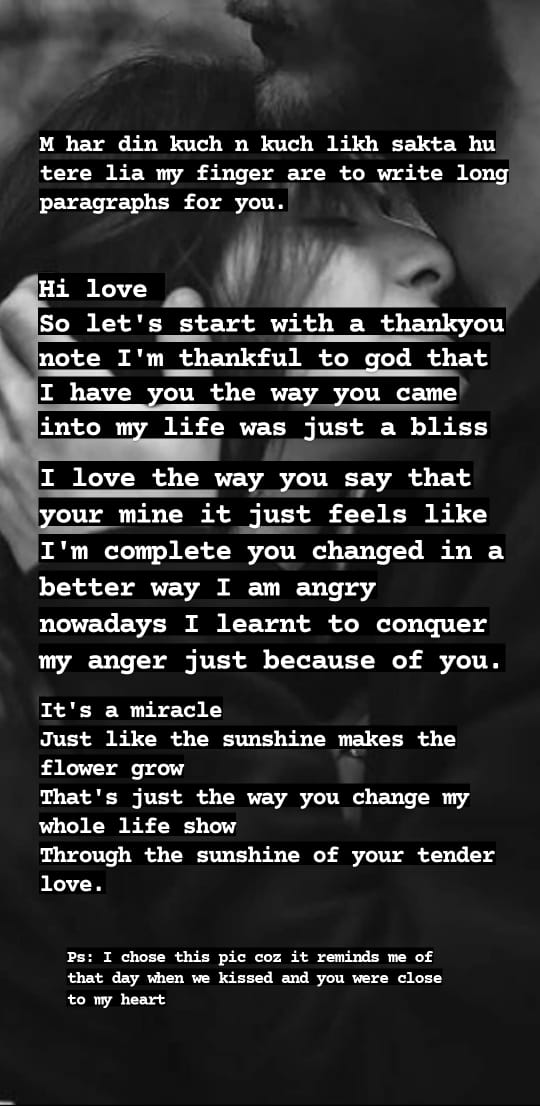 M har din kuch n kuch likh sakta hu
tere lia my finger are to write long
paragraphs for you.
Hi love
So let's start with a thankyou
note I'm thankful to god that
I have you the way you came
into my life was just a bliss
I love the way you say that
your mine it just feels like
I'm complete you changed in a
better way I am angry
nowadays I learnt to conquer
my anger just because of you.
It's a miracle
Just like the sunshine makes the
flower grow
That's just the way you change my
whole life show
Through the sunshine of your tender
love.
Ps: I chose this pic coz it reminds me of
that day when we kissed and you were close
to my heart